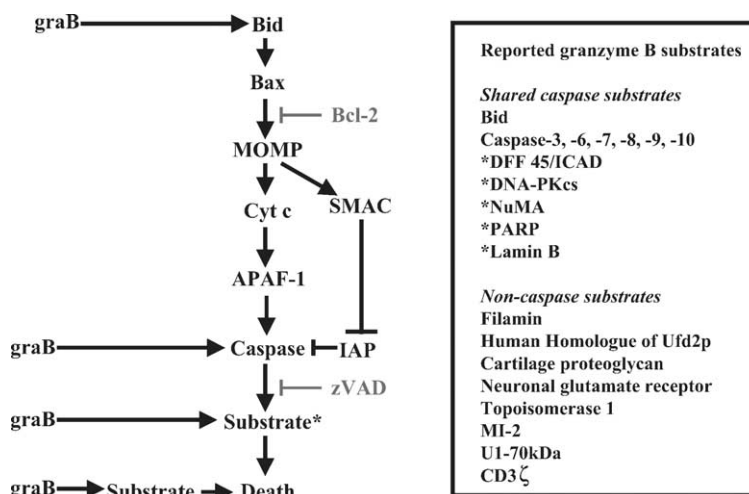 graB Bid
Bax
Bcl-2
MOMP
Cyt c SMAC
APAF-1
graB Caspase IAP
zVAD
graB Substrate*
graB Substrate Death
Reported granzyme B substrates
Shared caspase substrates
Bid
Caspase-3, -6, -7, -8, -9, -10
*DFF 45/ICAD
*DNA-PKcs
*NuMA
*PARP
*Lamin B
Non-caspase substrates
Filamin
Human Homologue of Ufd2p
Cartilage proteoglycan
Neuronal glutamate receptor
Topoisomerase 1
MI-2
U1-70kDa
CD3ζ